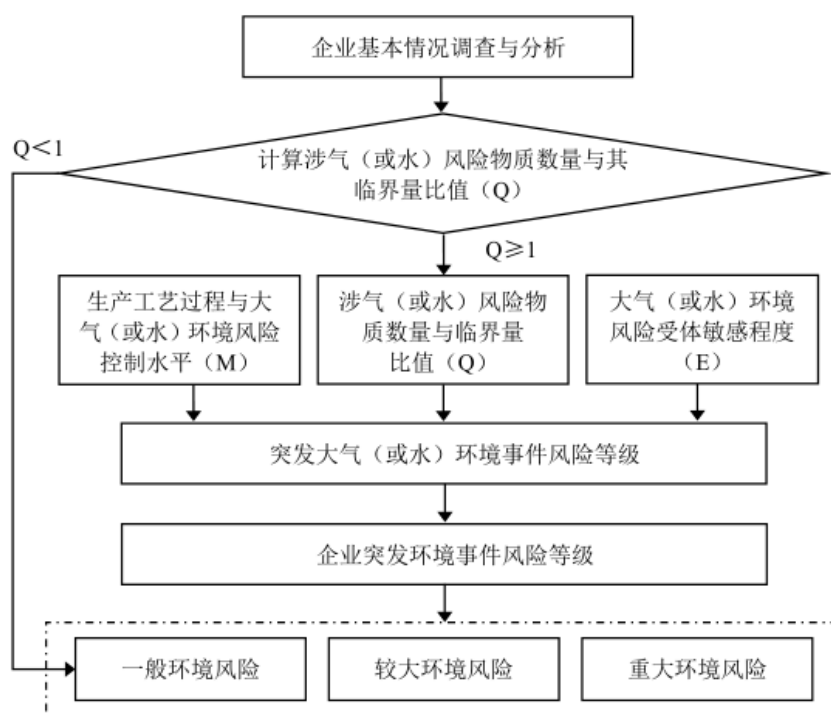 企业基本情况调查与分析
Q＜1
计算涉气（或水）风险物质数量与其
临界量比值（Q）
Q≥1
生产工艺过程与大
气（或水）环境风险
控制水平（M）
涉气（或水）风险物
质数量与临界量
比值（Q）
大气（或水）环境
风险受体敏感程度
（E）
突发大气（或水）环境事件风险等级
企业突发环境事件风险等级
一般环境风险
较大环境风险
重大环境风险